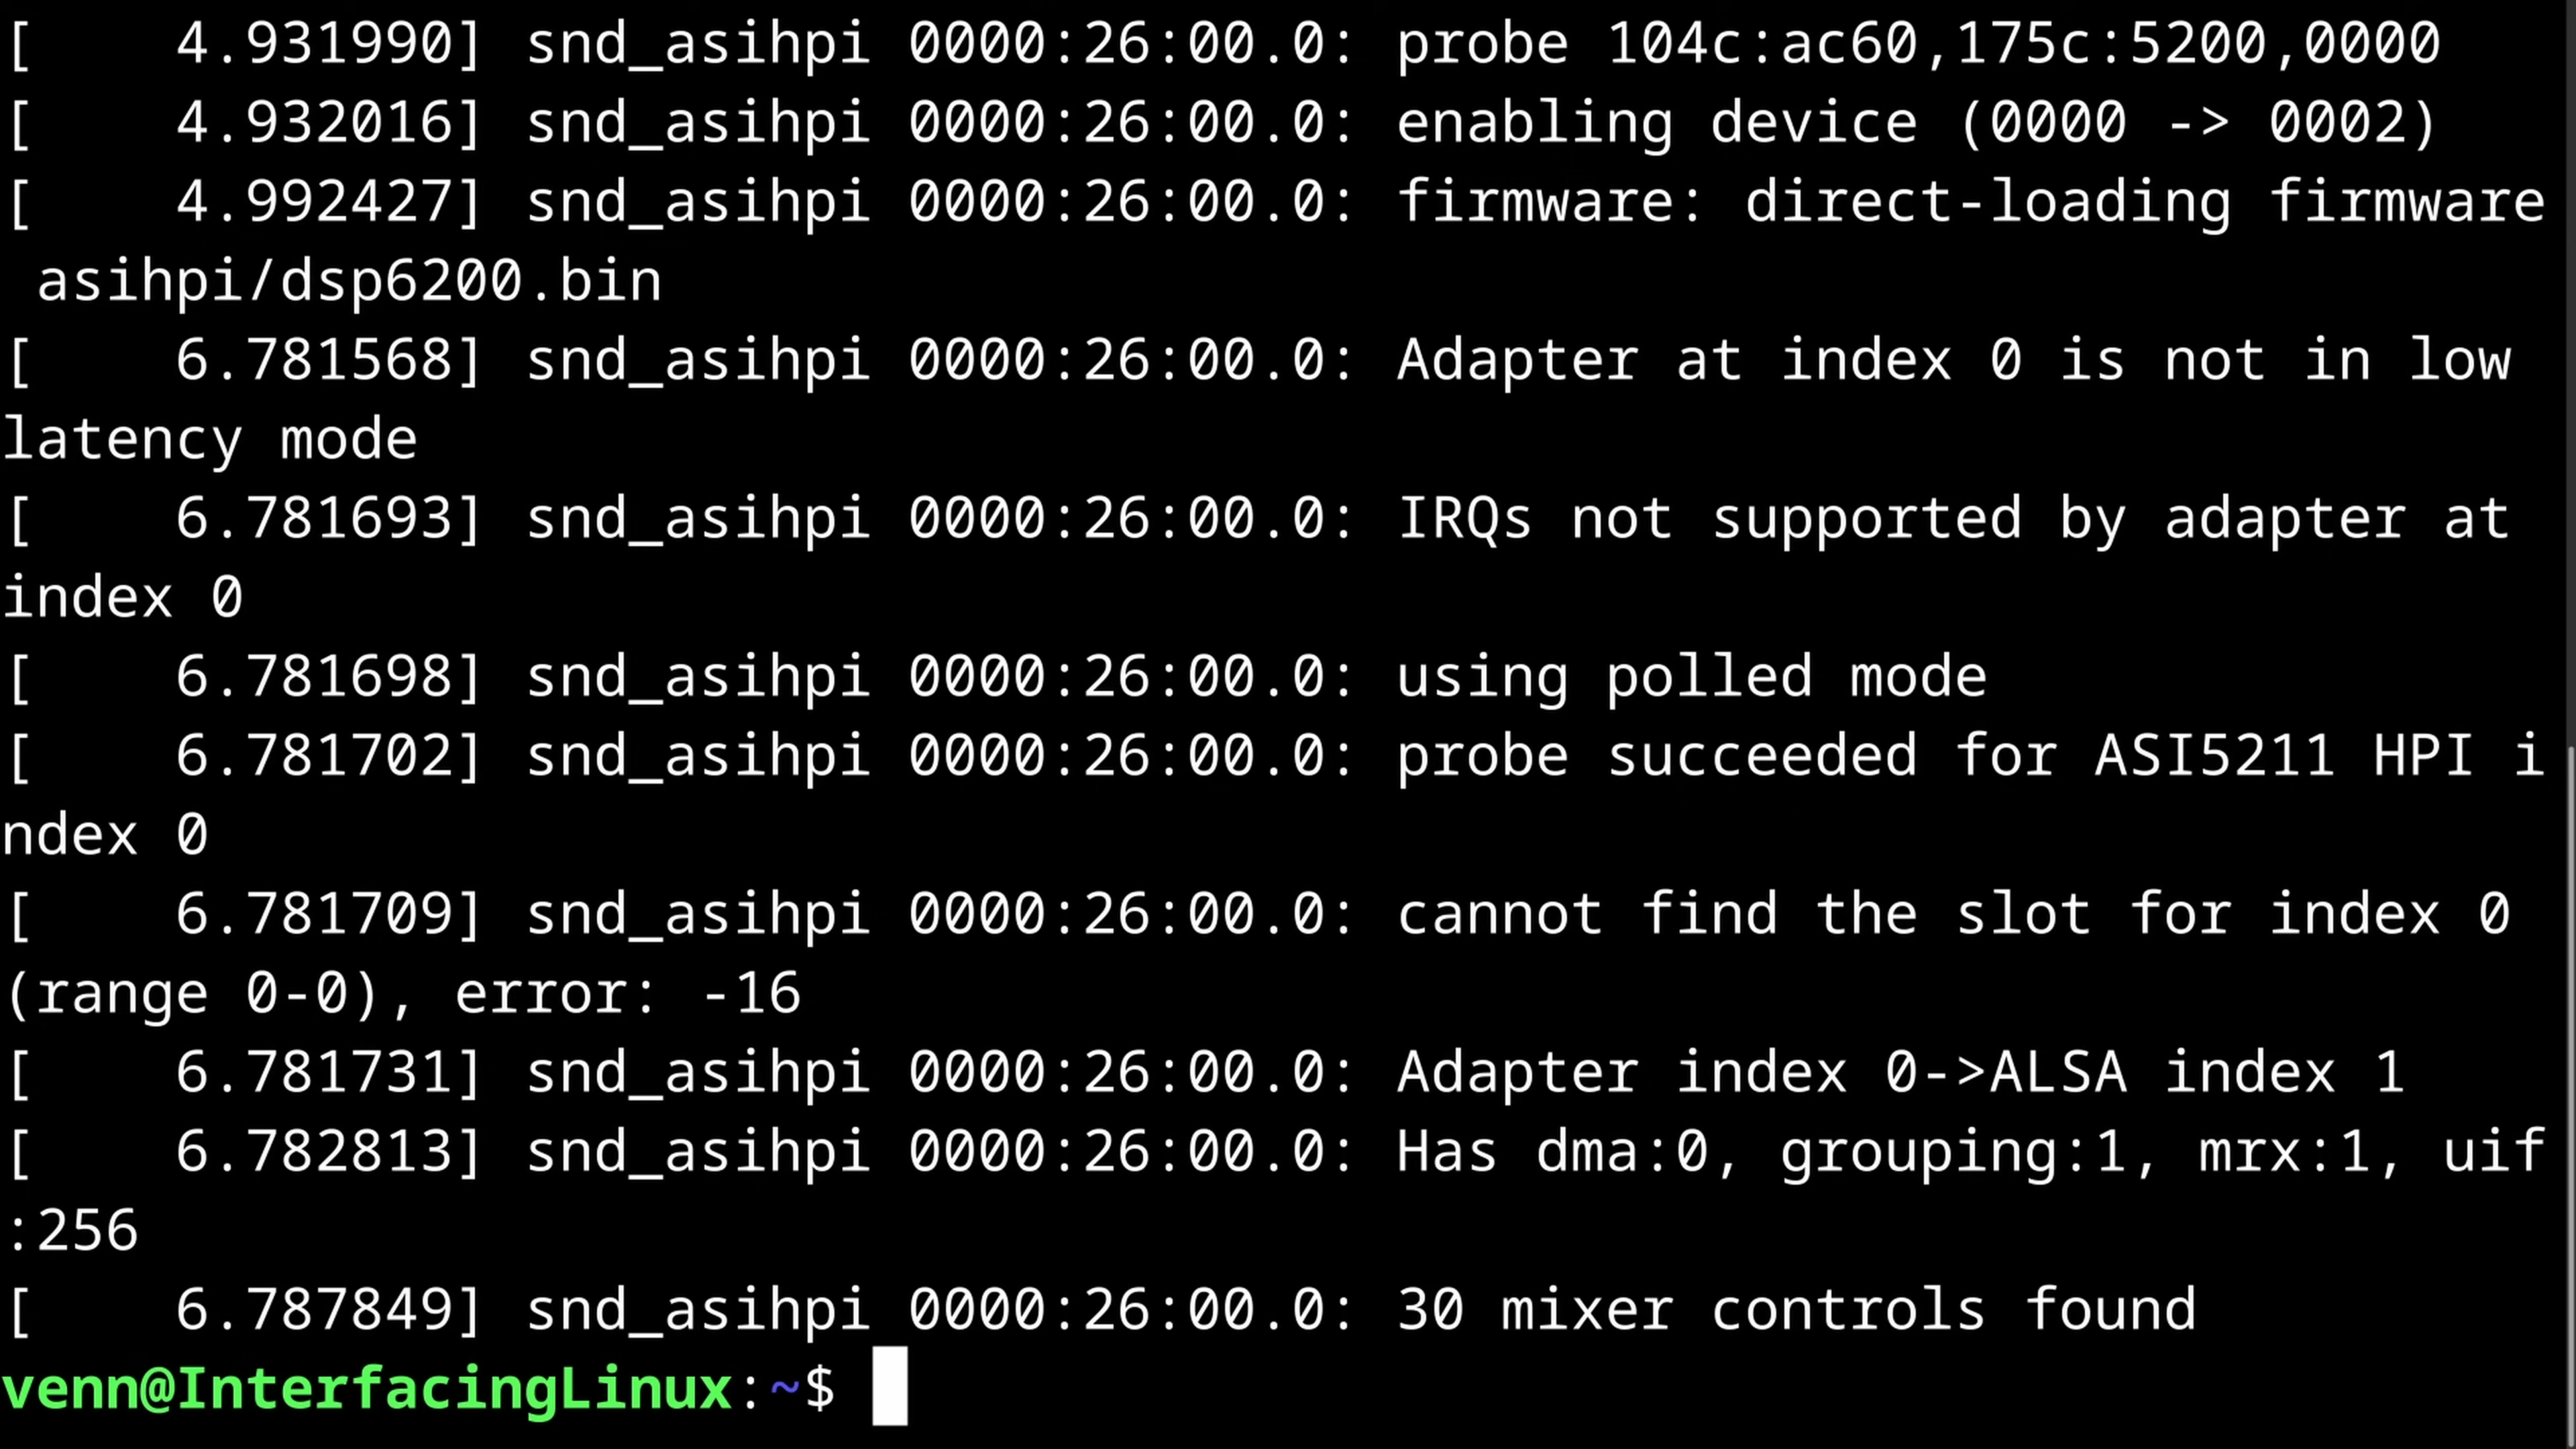 [    4.931990] snd_asihpi 0000:26:00.0: probe 104c:ac60,175c:5200,0000
[    4.932016] snd_asihpi 0000:26:00.0: enabling device (0000 -> 0002)
[    4.992427] snd_asihpi 0000:26:00.0: firmware: direct-loading firmware
 asihpi/dsp6200.bin
[    6.781568] snd_asihpi 0000:26:00.0: Adapter at index 0 is not in low
latency mode
[    6.781693] snd_asihpi 0000:26:00.0: IRQs not supported by adapter at
index 0
[    6.781698] snd_asihpi 0000:26:00.0: using polled mode
[    6.781702] snd_asihpi 0000:26:00.0: probe succeeded for ASI5211 HPI i
ndex 0
[    6.781709] snd_asihpi 0000:26:00.0: cannot find the slot for index 0
(range 0-0), error: -16
[    6.781731] snd_asihpi 0000:26:00.0: Adapter index 0->ALSA index 1
[    6.782813] snd_asihpi 0000:26:00.0: Has dma:0, grouping:1, mrx:1, uif
:256
[    6.787849] snd_asihpi 0000:26:00.0: 30 mixer controls found
venn@InterfacingLinux:~$